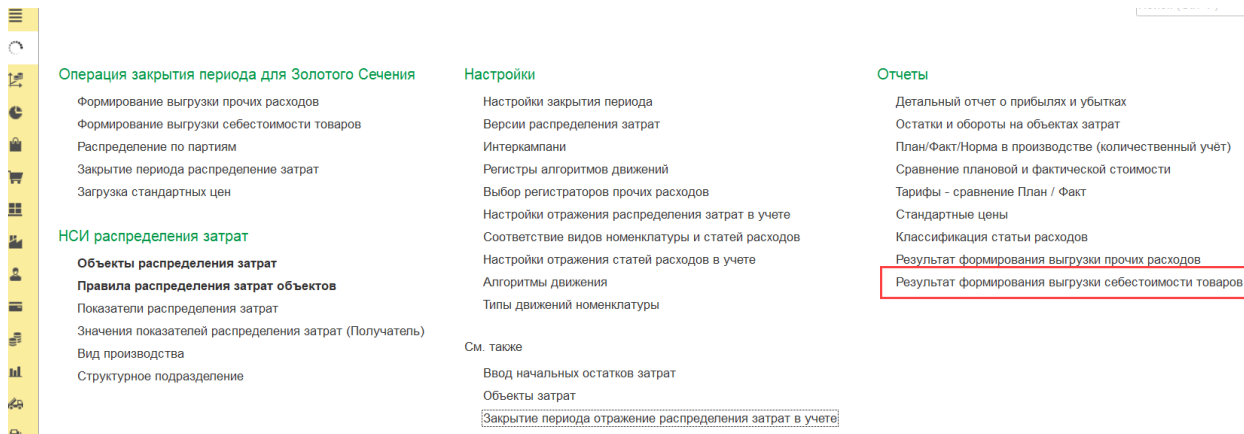 Операция закрытия периода для Золотого Сечения
Формирование выгрузки прочих расходов
Формирование выгрузки себестоимости товаров
Распределение по партиям
Закрытие периода распределение затрат
Загрузка стандартных цен
НСИ распределения затрат
Объекты распределения затрат
Правила распределения затрат объектов
Показатели распределения затрат
Значения показателей распределения затрат (Получатель)
Вид производства
Структурное подразделение
Настройки
Настройки закрытия периода
Версии распределения затрат
Интеркампани
Регистры алгоритмов движений
Выбор регистраторов прочих расходов
Настройки отражения распределения затрат в учете
Соответствие видов номенклатуры и статей расходов
Настройки отражения статей расходов в учете
Алгоритмы движения
Типы движений номенклатуры
См. также
Ввод начальных остатков затрат
Объекты затрат
Закрытие периода отражение распределения затрат в учете
Отчеты
Детальный отчет о прибылях и убытках
Остатки и обороты на объектах затрат
План/Факт/Норма в производстве (количественный учёт)
Сравнение плановой и фактической стоимости
Тарифы - сравнение План / Факт
Стандартные цены
Классификация статьи расходов
Результат формирования выгрузки прочих расходов
Результат формирования выгрузки себестоимости товаров